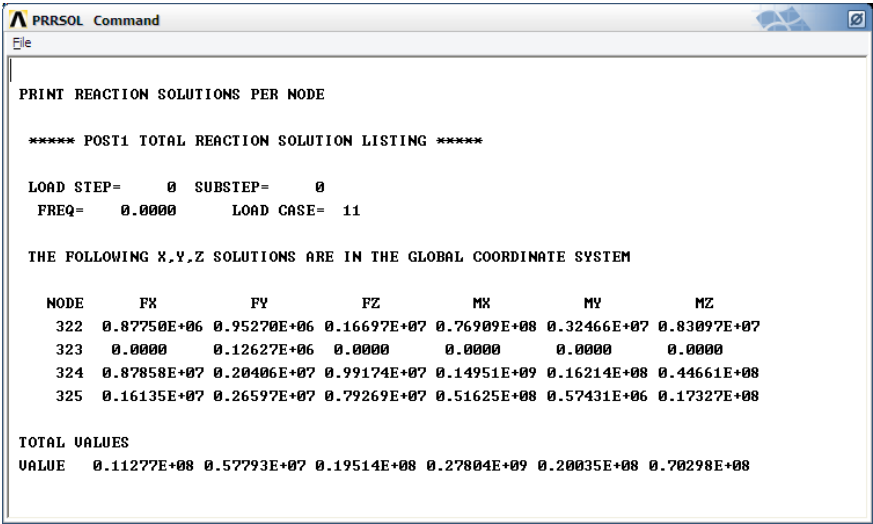 PRRSOL Command
File
PRINT REACTION SOLUTIONS PER NODE
***** POST1 TOTAL REACTION SOLUTION LISTING *****
LOAD STEP= 0 SUBSTEP= 0
FREQ= 0.0000 LOAD CASE= 11
THE FOLLOWING X,Y,Z SOLUTIONS ARE IN THE GLOBAL COORDINATE SYSTEM
NODE FX FY FZ MX MY MZ
322 0.87750E+06 0.95270E+06 0.16697E+07 0.76909E+08 0.32466E+07 0.83097E+07
323 0.0000 0.12627E+06 0.0000 0.0000 0.0000 0.0000
324 0.87858E+07 0.20406E+07 0.99174E+07 0.14951E+09 0.16214E+08 0.44661E+08
325 0.16135E+07 0.26597E+07 0.79269E+07 0.51625E+08 0.57431E+06 0.17327E+08
TOTAL VALUES
VALUE 0.11277E+08 0.57793E+07 0.19514E+08 0.27804E+09 0.20035E+08 0.70298E+08